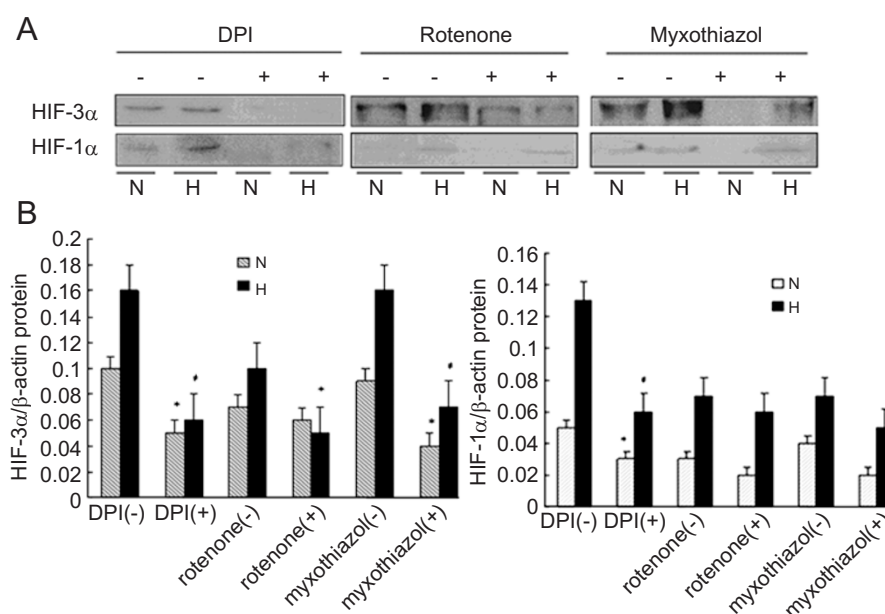 A
DPI Rotenone Myxothiazol
- - + + - - + + - - + +
HIF-3α
HIF-1α
N H N H N H N H N H N H
B
HIF-3α/β-actin protein
0.2
0.18
0.16
0.14
0.12
0.1
0.08
0.06
0.04
0.02
0
N
H
* # * * #
DPI(-) DPI(+) rotenone(-) rotenone(+) myxothiazol(-) myxothiazol(+)
HIF-1α/β-actin protein
0.16
0.14
0.12
0.1
0.08
0.06
0.04
0.02
0
N
H
* #
DPI(-) DPI(+) rotenone(-) rotenone(+) myxothiazol(-) myxothiazol(+)